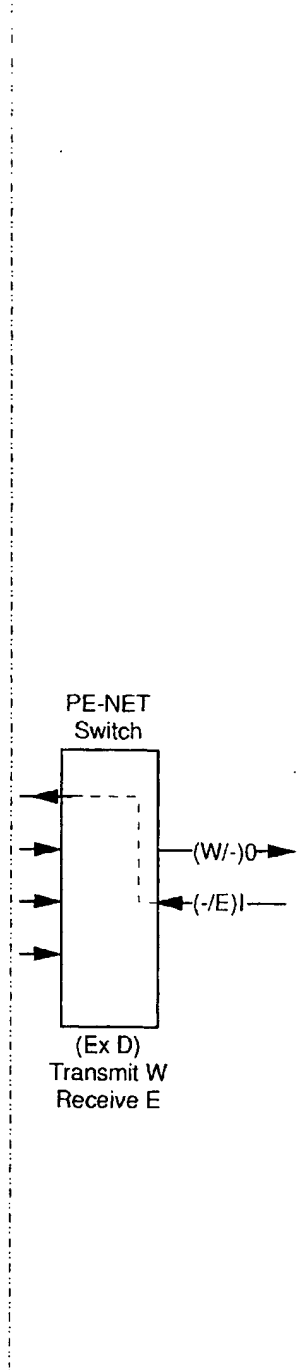 PE-NET
Switch
(W/-)0
(-/E)I
(Ex D)
Transmit W
Receive E